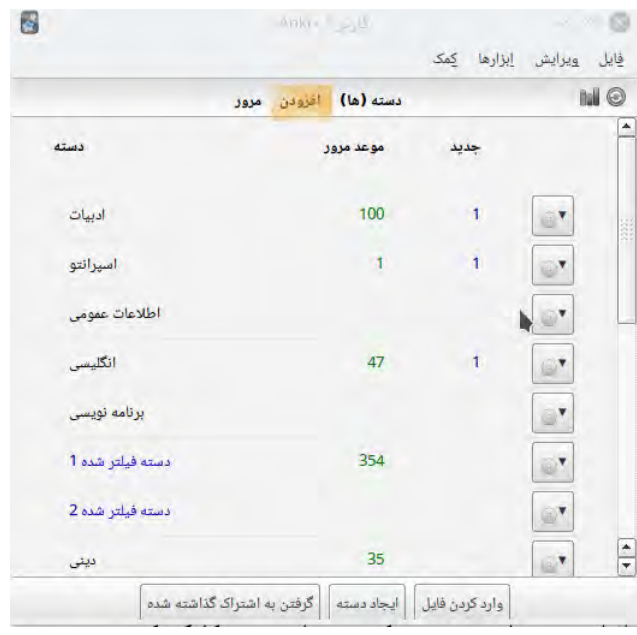 فایل ویرایش ابزارها کمک
دسته (ها) افزودن مرور
دسته موعد مرور جدید
ادبیات 100 1
اسپرانتو 1 1
اطلاعات عمومی
انگلیسی 47 1
برنامه نویسی
دسته فیلتر شده 1 354
دسته فیلتر شده 2
دینی 35
وارد کردن فایل ایجاد دسته گرفتن به اشتراک گذاشته شده